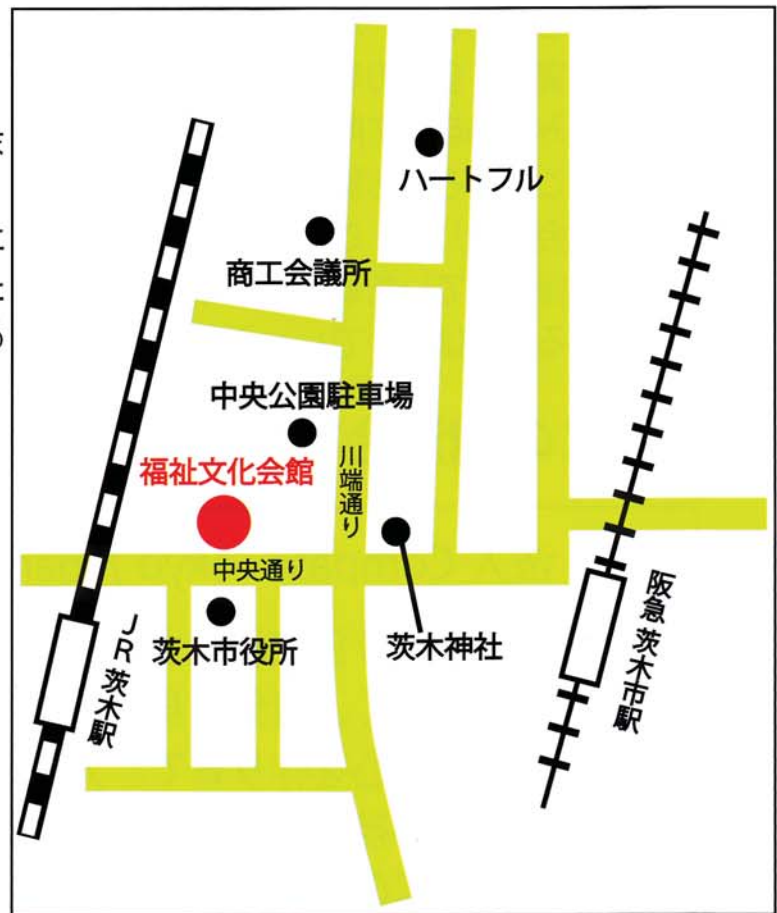 ハートフル
商工会議所
中央公園駐車場
福祉文化会館
川端通り
中央通り
茨木市役所
茨木神社
JR茨木駅
阪急 茨木市駅